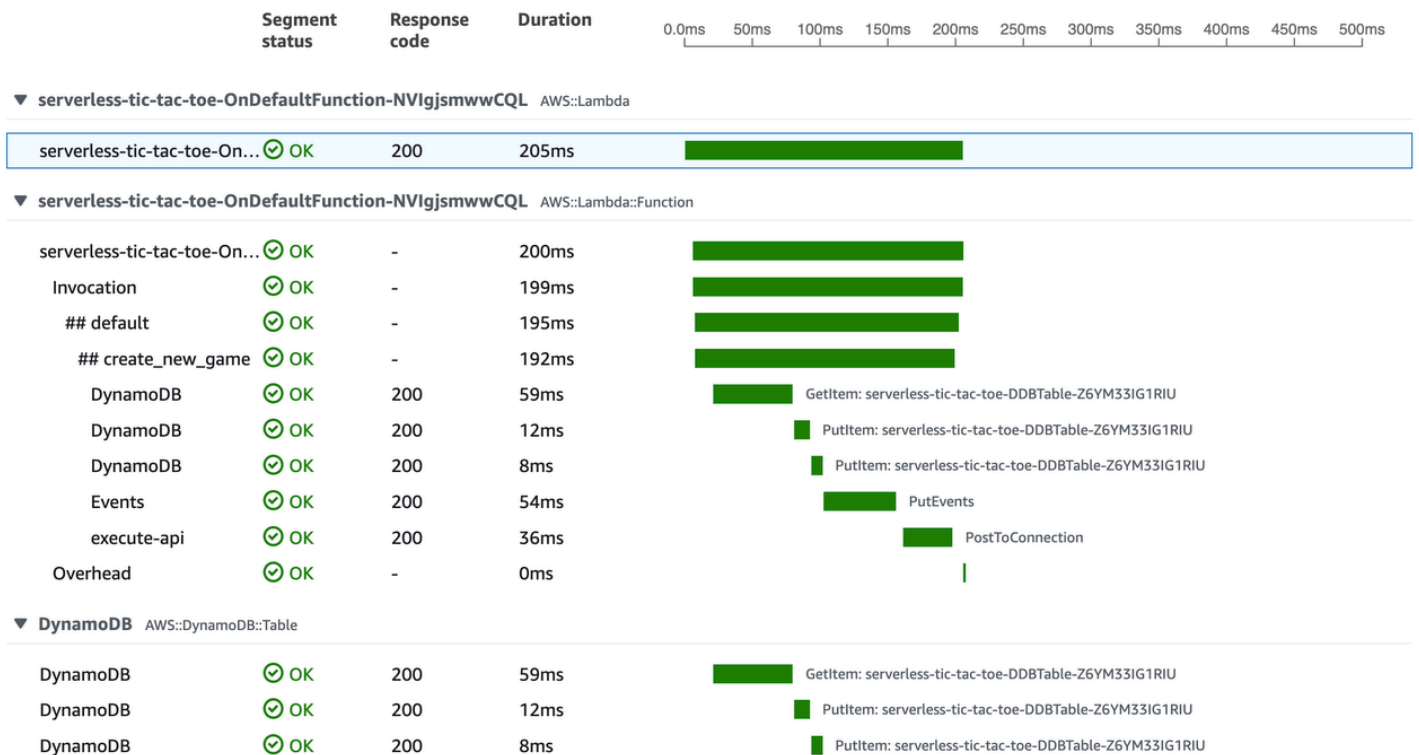 Segment status Response code Duration 0.0ms 50ms 100ms 150ms 200ms 250ms 300ms 350ms 400ms 450ms 500ms
serverless-tic-tac-toe-OnDefaultFunction-NVIgjsmwwCQL AWS::Lambda
serverless-tic-tac-toe-On... OK 200 205ms
serverless-tic-tac-toe-OnDefaultFunction-NVIgjsmwwCQL AWS::Lambda::Function
serverless-tic-tac-toe-On... OK - 200ms
Invocation OK - 199ms
## default OK - 195ms
## create_new_game OK - 192ms
DynamoDB OK 200 59ms GetItem: serverless-tic-tac-toe-DDBTable-Z6YM33IG1RIU
DynamoDB OK 200 12ms PutItem: serverless-tic-tac-toe-DDBTable-Z6YM33IG1RIU
DynamoDB OK 200 8ms PutItem: serverless-tic-tac-toe-DDBTable-Z6YM33IG1RIU
Events OK 200 54ms PutEvents
execute-api OK 200 36ms PostToConnection
Overhead OK - 0ms
DynamoDB AWS::DynamoDB::Table
DynamoDB OK 200 59ms GetItem: serverless-tic-tac-toe-DDBTable-Z6YM33IG1RIU
DynamoDB OK 200 12ms PutItem: serverless-tic-tac-toe-DDBTable-Z6YM33IG1RIU
DynamoDB OK 200 8ms PutItem: serverless-tic-tac-toe-DDBTable-Z6YM33IG1RIU